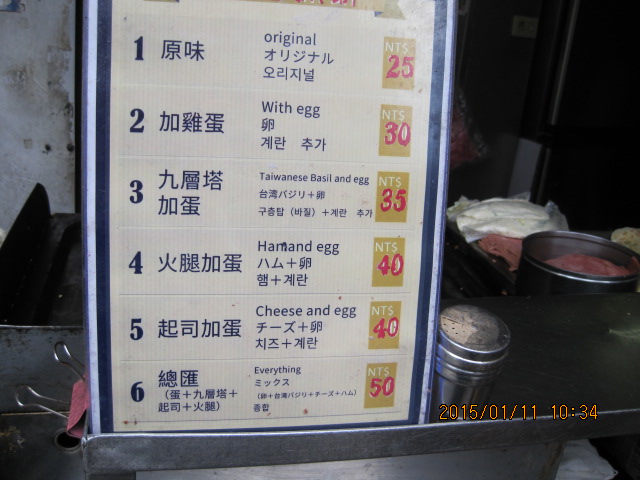 1 原味 original オリジナル 오리지널 NT$ 25
2 加雞蛋 With egg 卵 계란 추가 NT$ 30
3 九層塔加蛋 Taiwanese Basil and egg 台湾バジリ+卵 구층탑（바질）+계란 추가 NT$ 35
4 火腿加蛋 Hamand egg ハム+卵 햄+계란 NT$ 40
5 起司加蛋 Cheese and egg チーズ+卵 치즈+계란 NT$ 40
6 總匯 （蛋+九層塔+起司+火腿） Everything ミックス （卵+台湾バジリ+チーズ+ハム） 종합 NT$ 50
2015/01/11 10:34